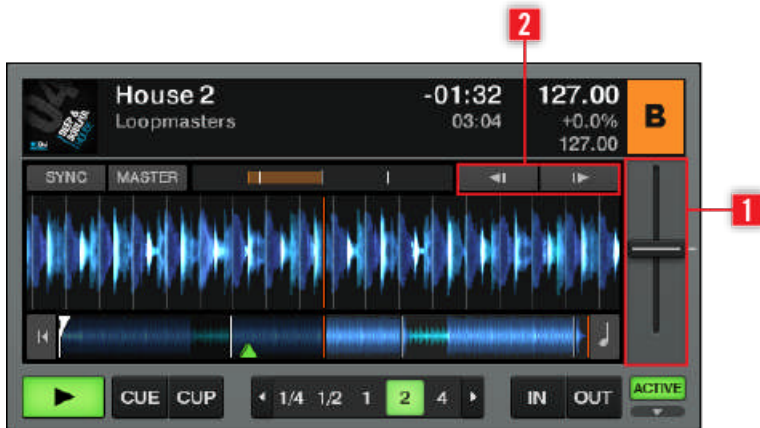 2
House 2
-01:32
127.00
B
Loopmasters
03:04
+0.0%
127.00
SYNC
MASTER
1
CUE
CUP
1/4
1/2
1
2
4
IN
OUT
ACTIVE